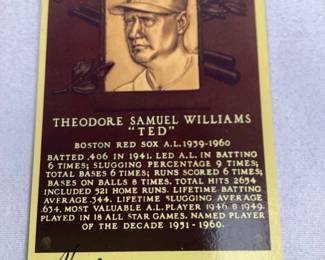 THEODORE SAMUEL WILLIAMS
"TED"
BOSTON RED SOX A.L. 1939-1960
BATTED .406 IN 1941. LED A.L. IN BATTING
6 TIMES; SLUGGING PERCENTAGE 9 TIMES;
TOTAL BASES 6 TIMES; RUNS SCORED 6 TIMES;
BASES ON BALLS 8 TIMES. TOTAL HITS 2654
INCLUDED 521 HOME RUNS. LIFETIME BATTING
AVERAGE .344. LIFETIME SLUGGING AVERAGE
.634. MOST VALUABLE A.L. PLAYER 1946 & 1949.
PLAYED IN 18 ALL STAR GAMES. NAMED PLAYER
OF THE DECADE 1951-1960.